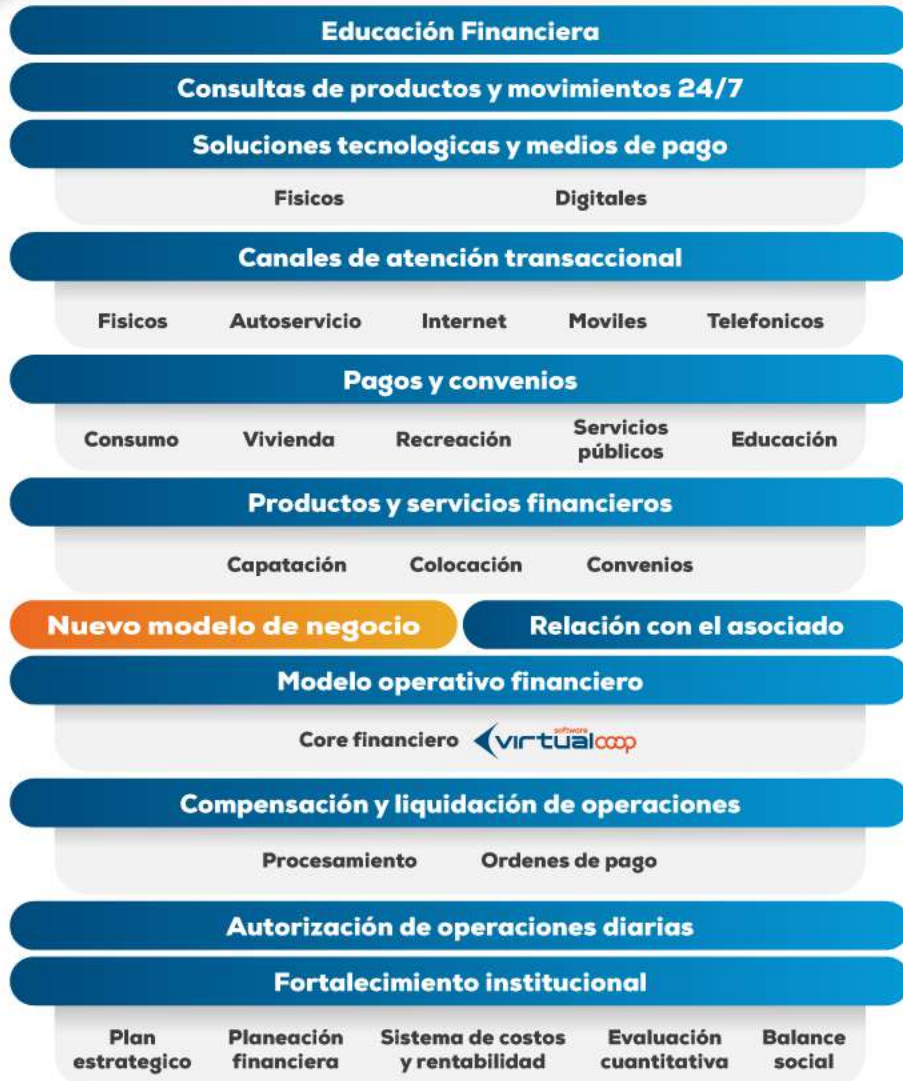 Educación Financiera
Consultas de productos y movimientos 24/7
Soluciones tecnologicas y medios de pago
Fisicos Digitales
Canales de atención transaccional
Fisicos Autoservicio Internet Moviles Telefonicos
Pagos y convenios
Consumo Vivienda Recreación Servicios públicos Educación
Productos y servicios financieros
Capatación Colocación Convenios
Nuevo modelo de negocio Relación con el asociado
Modelo operativo financiero
Core financiero software virtualcoop
Compensación y liquidación de operaciones
Procesamiento Ordenes de pago
Autorización de operaciones diarias
Fortalecimiento institucional
Plan estrategico Planeación financiera Sistema de costos y rentabilidad Evaluación cuantitativa Balance social